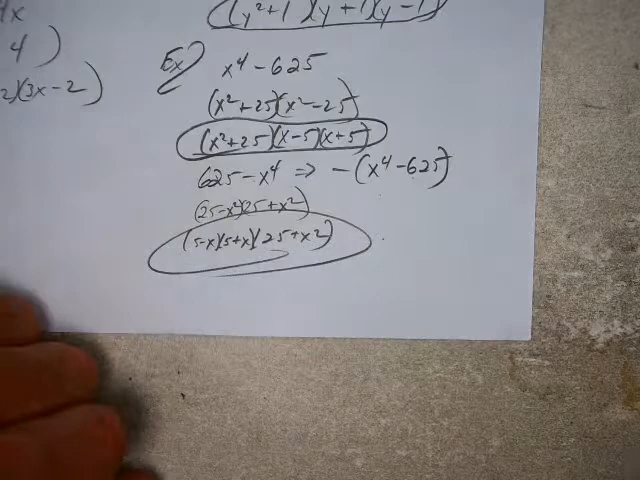 4x
4)
2)(3x-2)
(y²+1)(y+1)(y-1)
Ex) x⁴-625
(x²+25)(x²-25)
(x²+25)(x-5)(x+5)
625-x⁴ ⇒ -(x⁴-625)
(25-x²)(25+x²)
(5-x)(5+x)(25+x²)